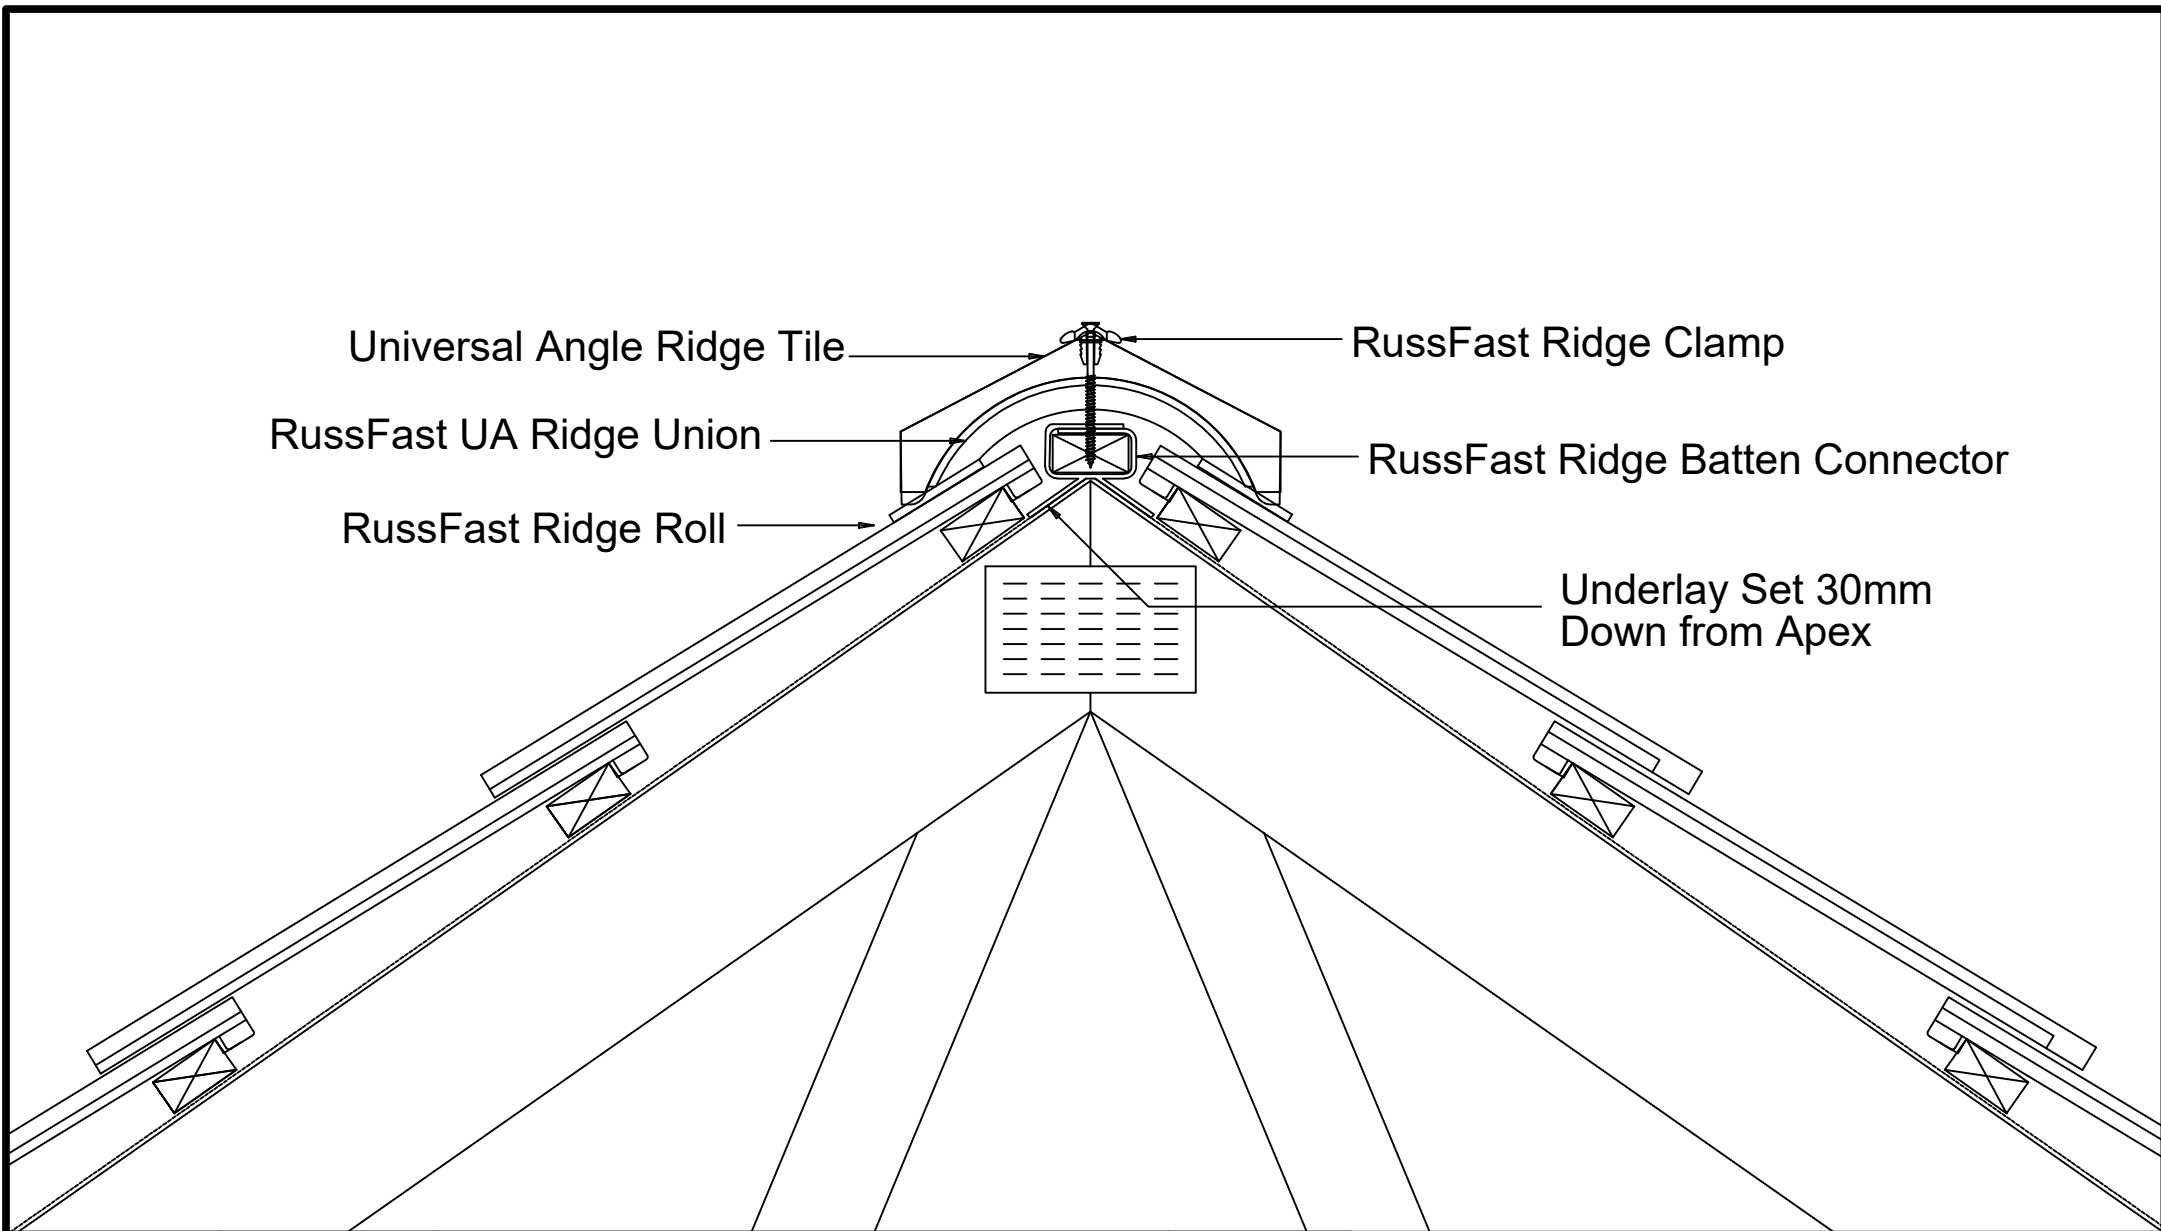 Universal Angle Ridge Tile
RussFast Ridge Clamp
RussFast UA Ridge Union
RussFast Ridge Batten Connector
RussFast Ridge Roll
Underlay Set 30mm
Down from Apex